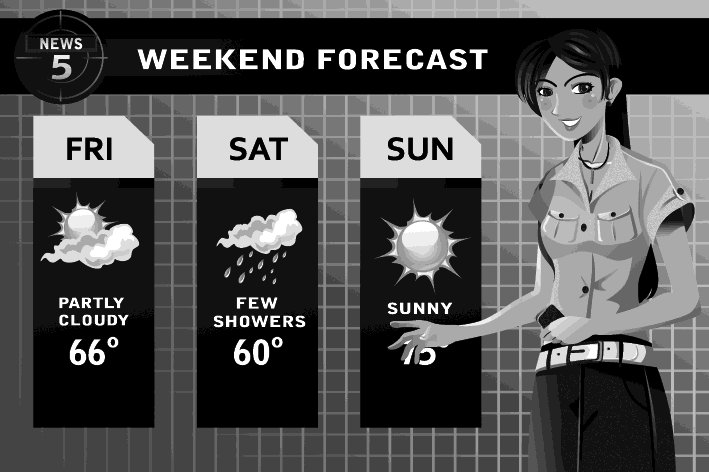 NEWS
5
WEEKEND FORECAST
FRI
SAT
SUN
PARTLY
CLOUDY
66°
FEW
SHOWERS
60°
SUNNY